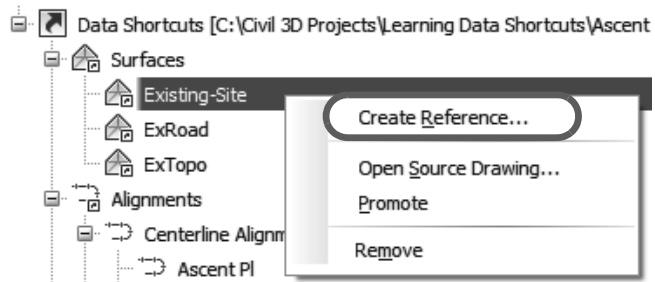 Data Shortcuts [C:\Civil 3D Projects\Learning Data Shortcuts\Ascent
Surfaces
Existing-Site
Create Reference...
ExRoad
Open Source Drawing...
ExTopo
Promote
Alignments
Remove
Centerline Alignm
Ascent Pl